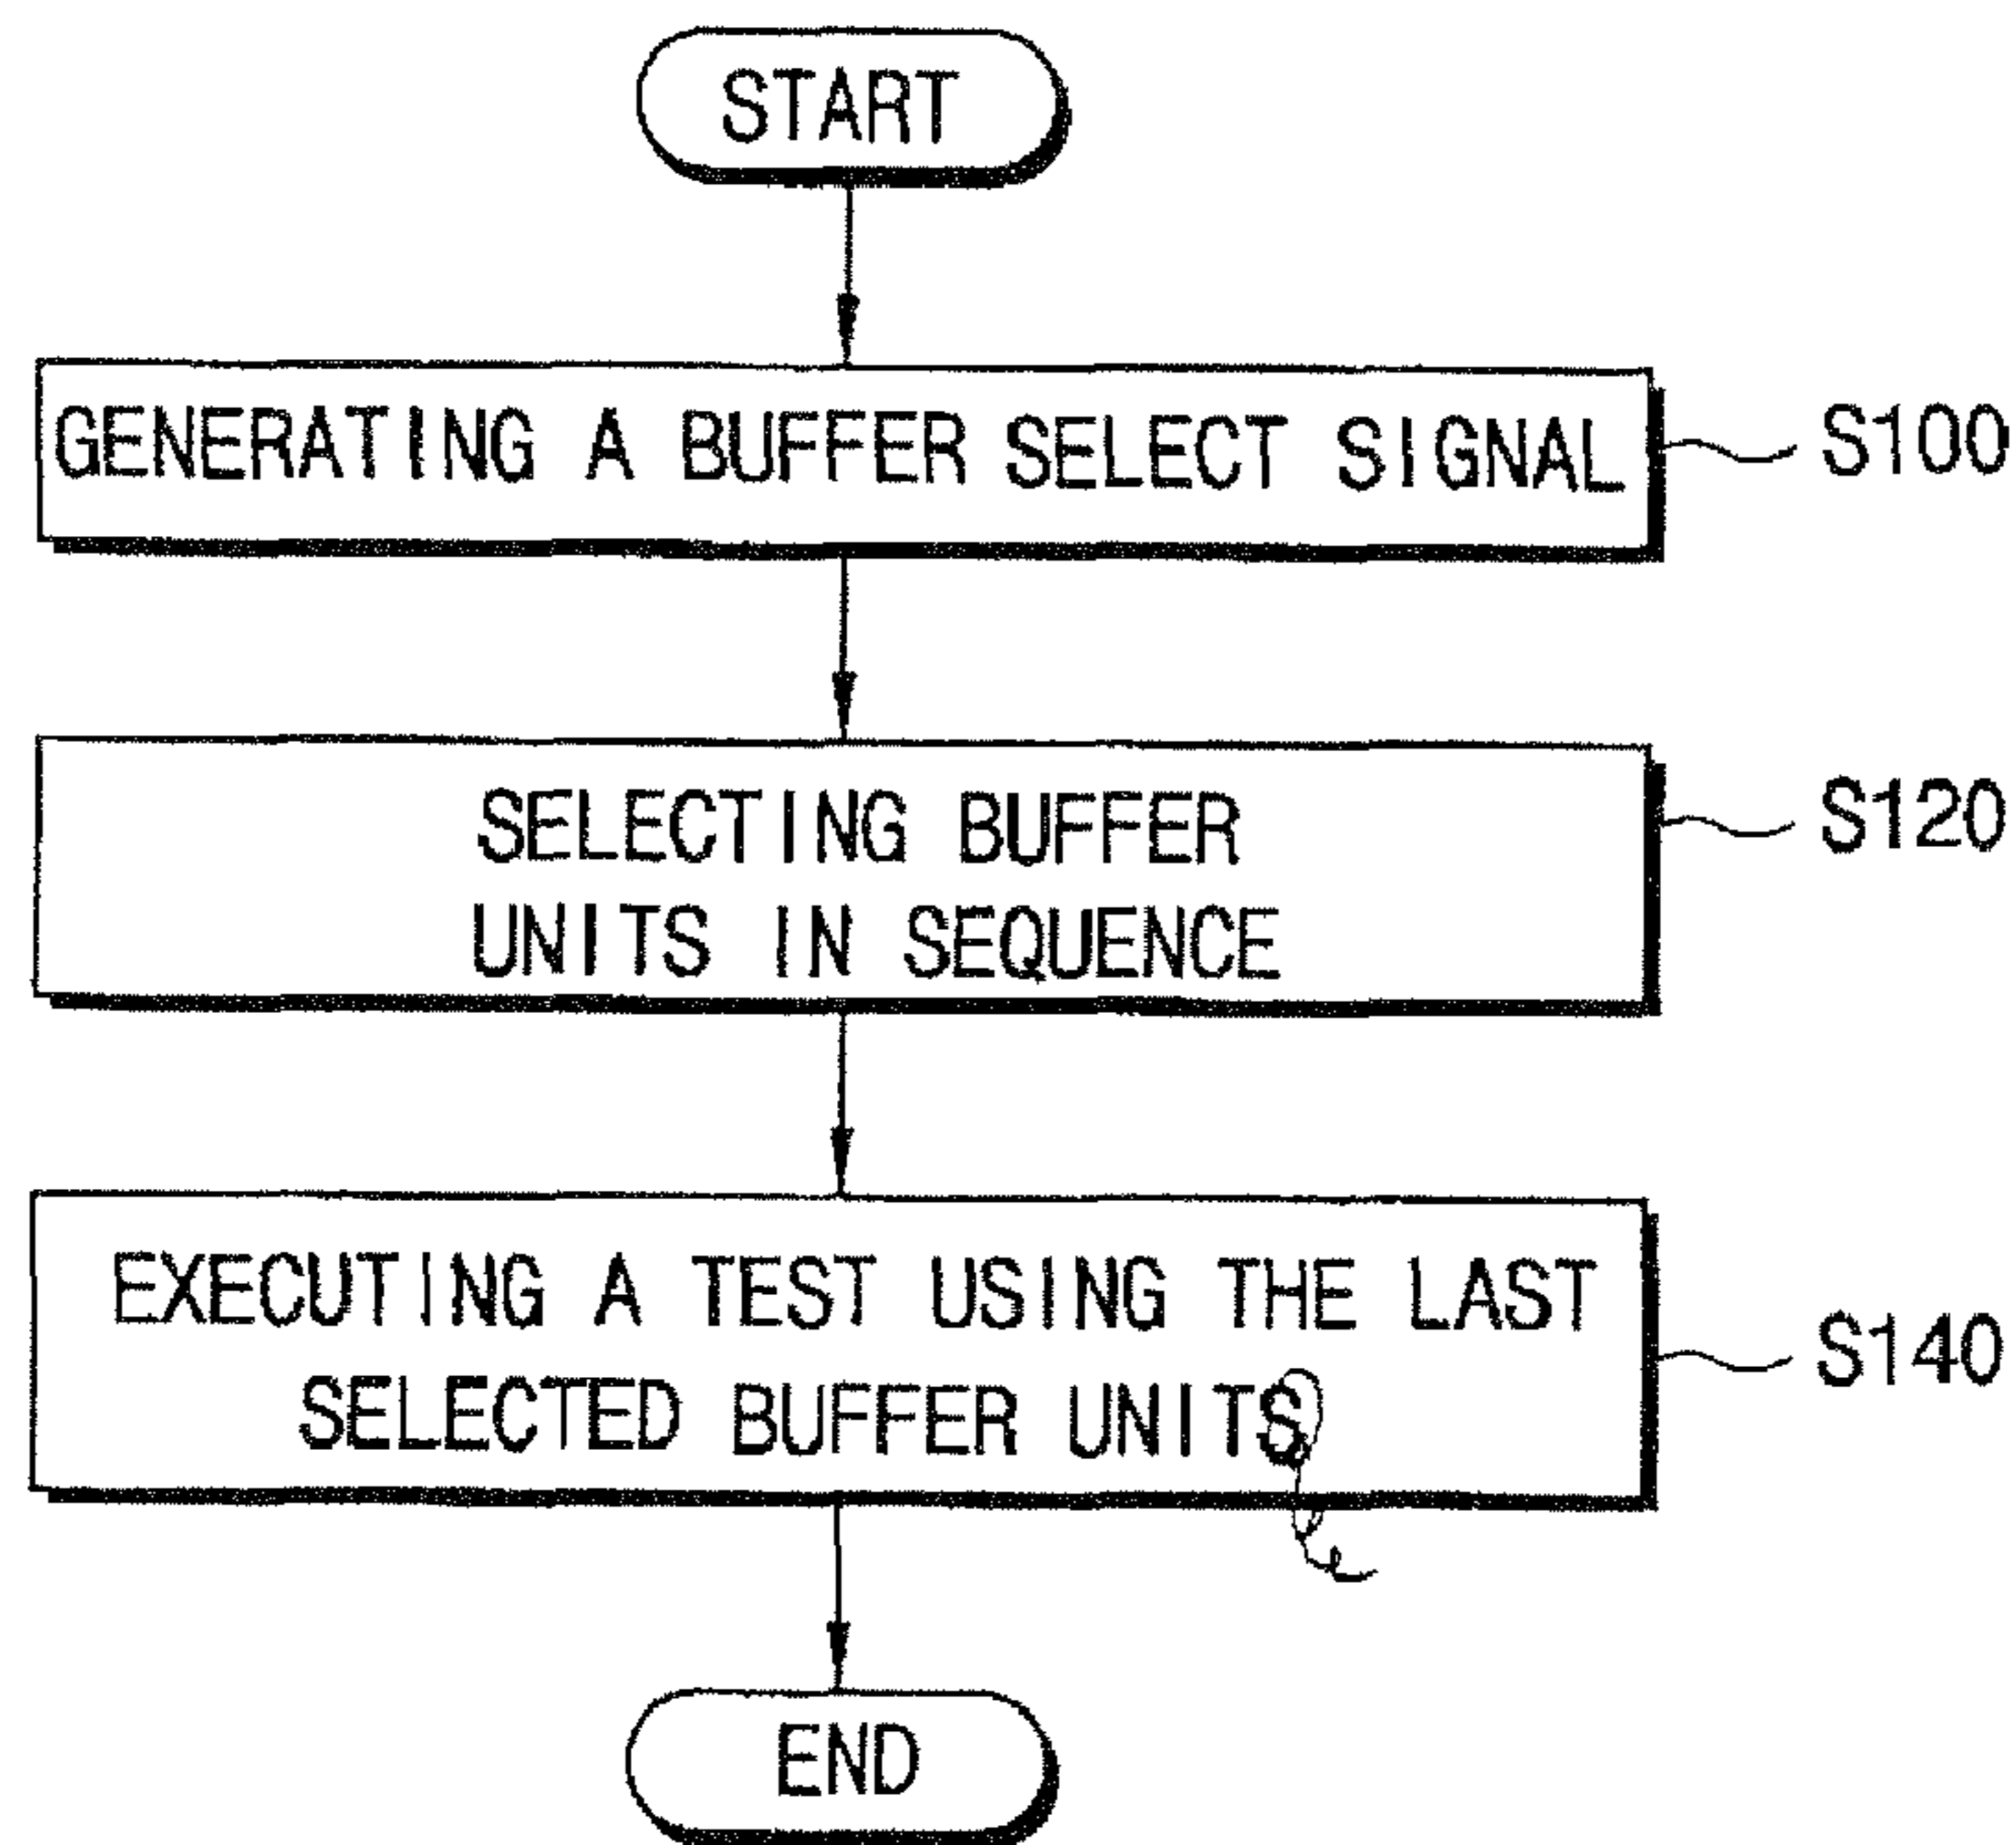 START
GENERATING A BUFFER SELECT SIGNAL
S100
SELECTING BUFFER
UNITS IN SEQUENCE
S120
EXECUTING A TEST USING THE LAST
SELECTED BUFFER UNITS
S140
END